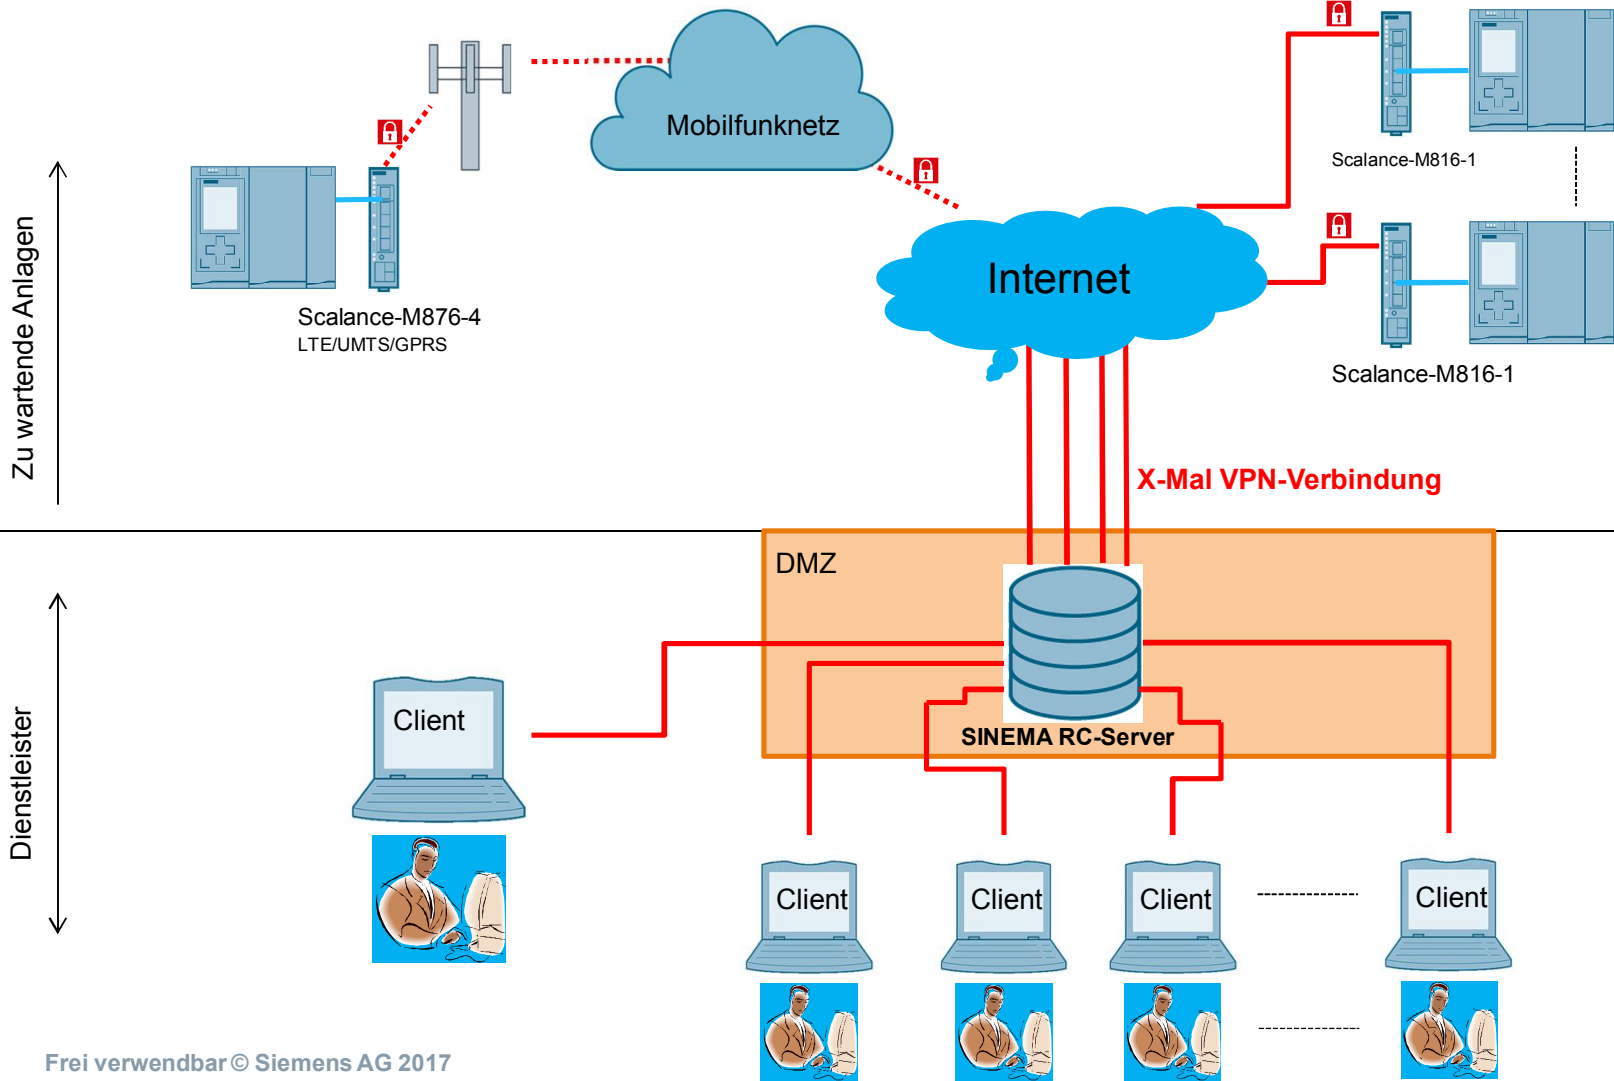 Mobilfunknetz
Scalance-M816-1
Zu wartende Anlagen
Internet
Scalance-M876-4
LTE/UMTS/GPRS
Scalance-M816-1
X-Mal VPN-Verbindung
DMZ
Dienstleister
Client
SINEMA RC-Server
Client
Client
Client
Client
Frei verwendbar © Siemens AG 2017